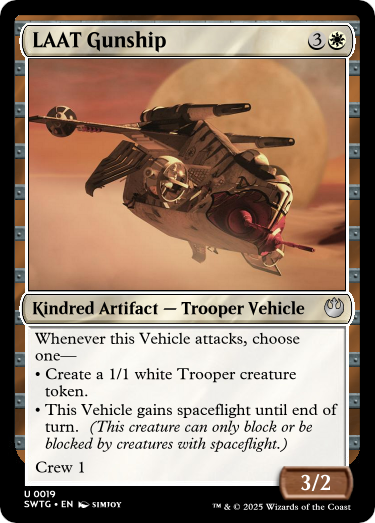 LAAT Gunship 3
Kindred Artifact — Trooper Vehicle
Whenever this Vehicle attacks, choose
one—
• Create a 1/1 white Trooper creature
token.
• This Vehicle gains spaceflight until end of
turn. (This creature can only block or be
blocked by creatures with spaceflight.)
Crew 1
3/2
U 0019
SWTG • EN SIMJOY
™ & © 2025 Wizards of the Coast